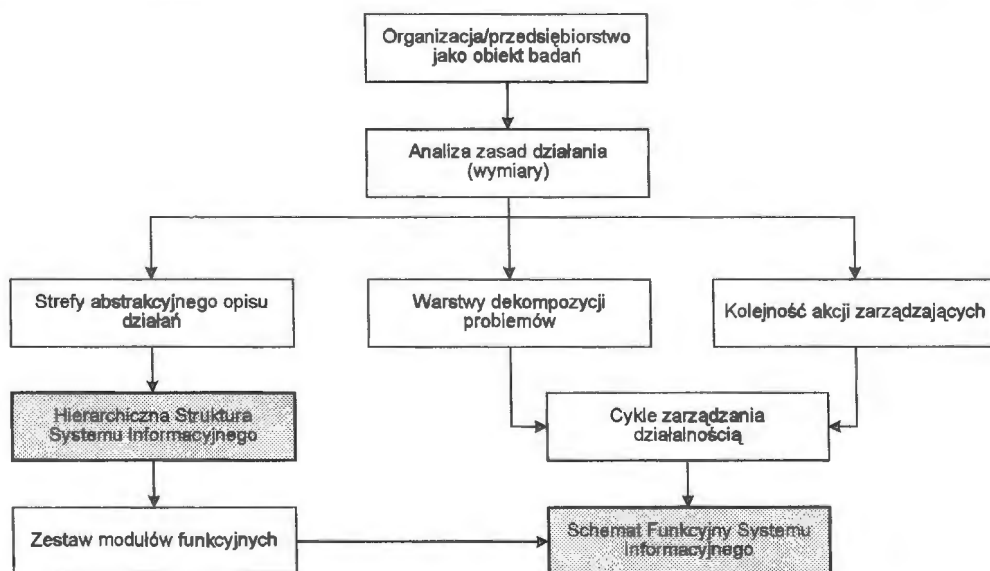 Organizacja/przedsiębiorstwo
jako obiekt badań
Analiza zasad działania
(wymiary)
Strefy abstrakcyjnego opisu
działań
Warstwy dekompozycji
problemów
Kolejność akcji zarządzających
Hierarchiczna Struktura
Systemu Informacyjnego
Cykle zarządzania
działalnością
Zestaw modułów funkcyjnych
Schemat Funkcyjny Systemu
Informacyjnego